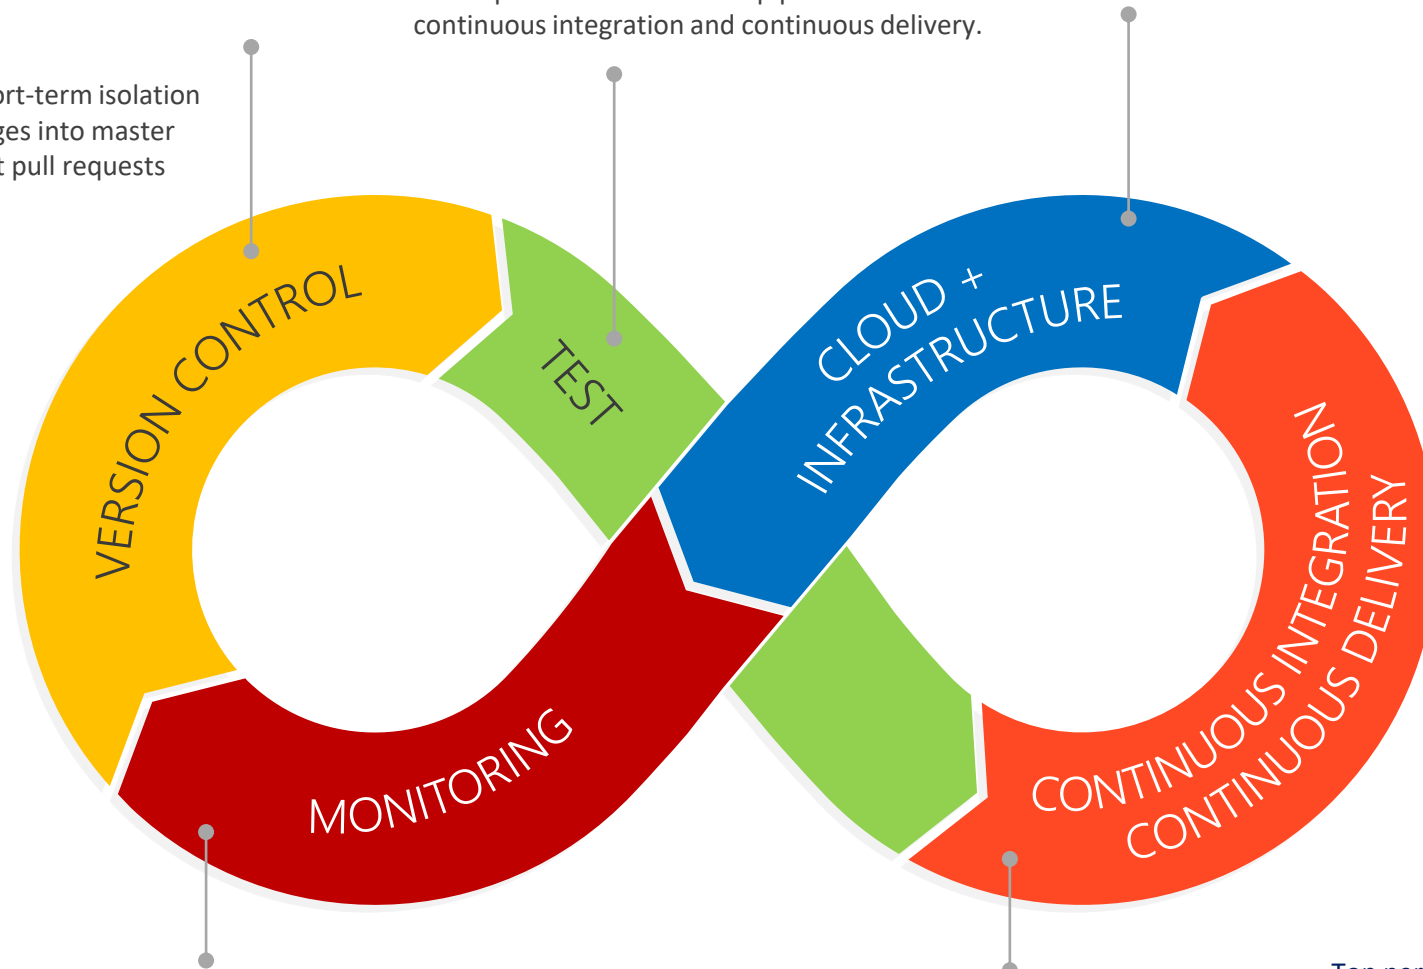 continuous integration and continuous delivery.
ort-term isolation
ges into master
t pull requests
VERSION CONTROL
TEST
CLOUD +
INFRASTRUCTURE
CONTINUOUS INTEGRATION
CONTINUOUS DELIVERY
MONITORING